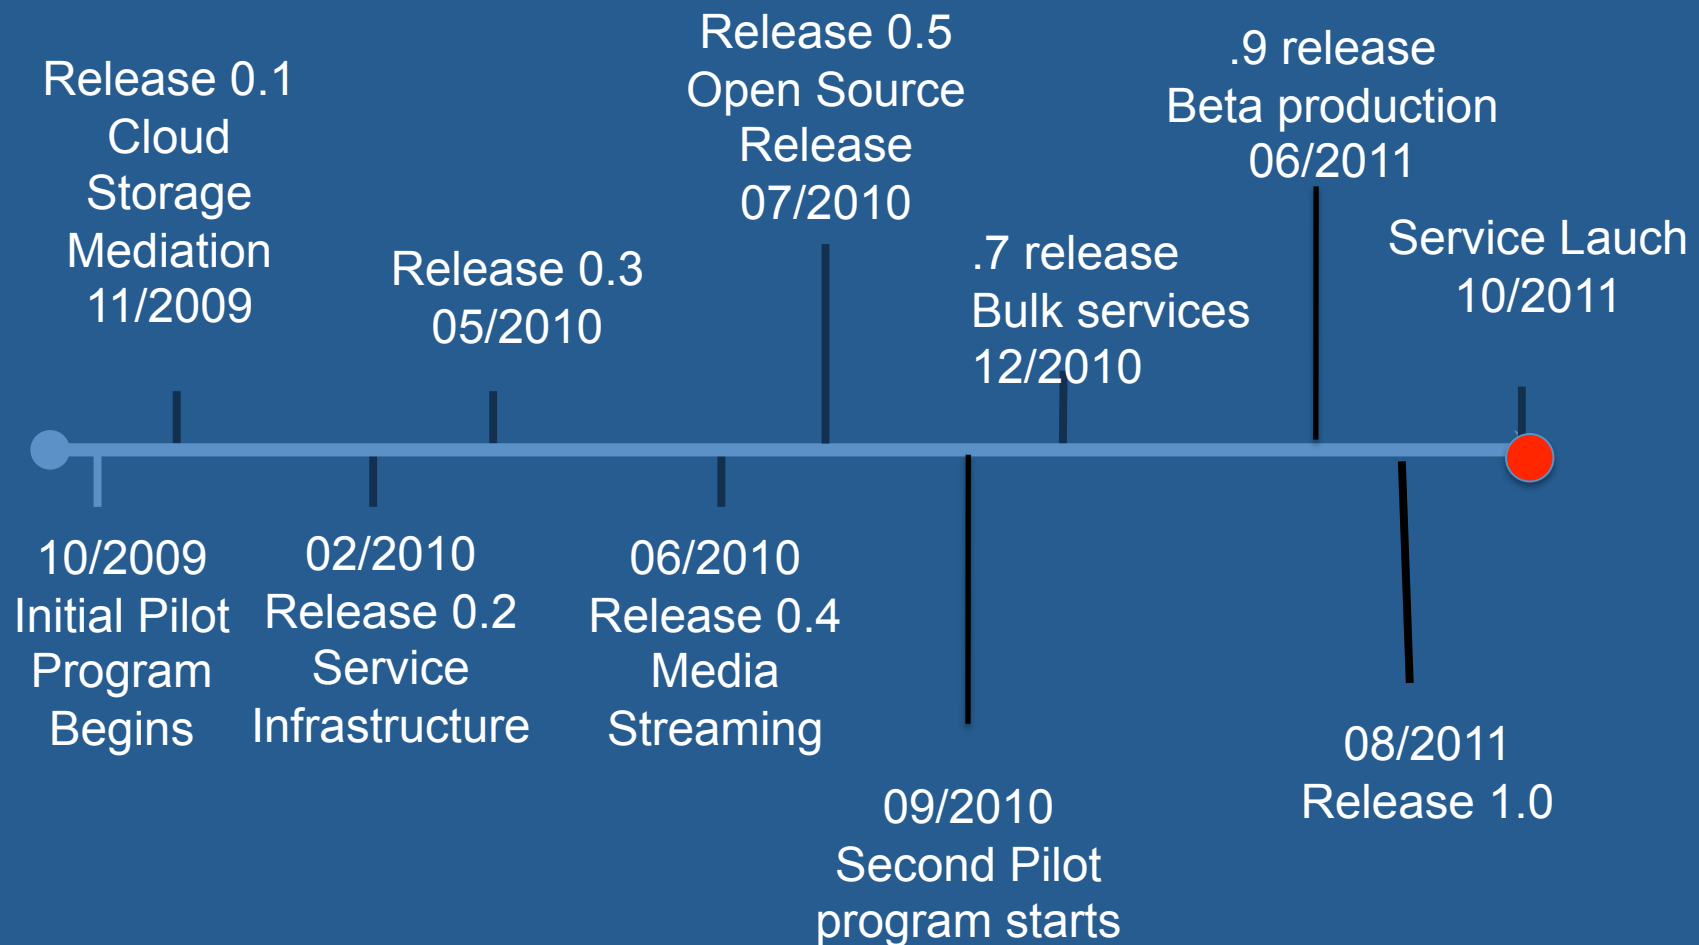 Release 0.1
Cloud
Storage
Mediation
11/2009
Release 0.3
05/2010
Release 0.5
Open Source
Release
07/2010
.7 release
Bulk services
12/2010
.9 release
Beta production
06/2011
Service Lauch
10/2011
10/2009
Initial Pilot
Program
Begins
02/2010
Release 0.2
Service
Infrastructure
06/2010
Release 0.4
Media
Streaming
09/2010
Second Pilot
program starts
08/2011
Release 1.0